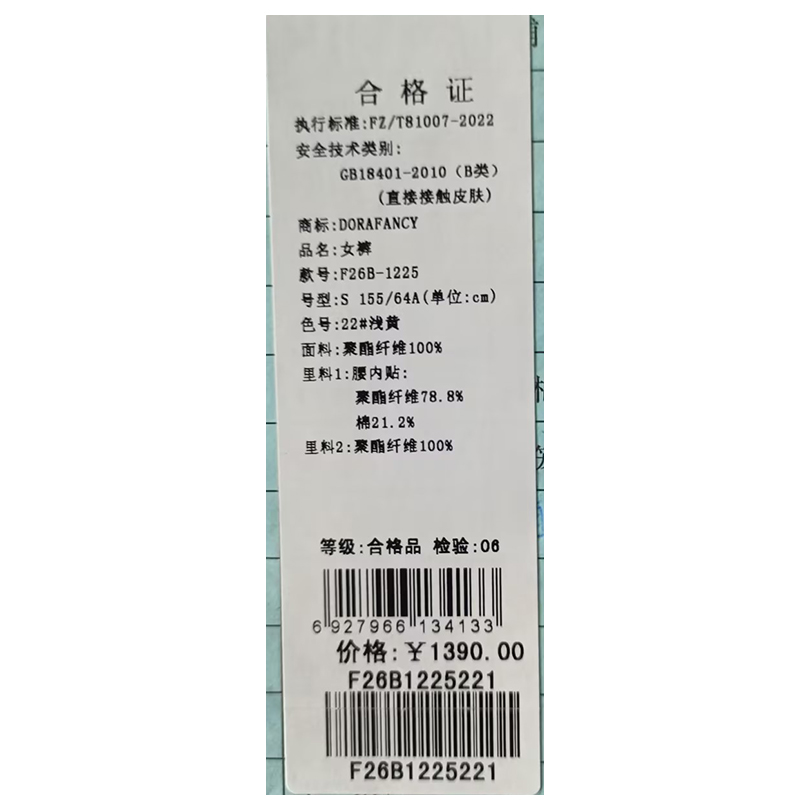 合格证
执行标准:FZ/T81007-2022
安全技术类别:
GB18401-2010（B类）
(直接接触皮肤)
商标:DORAFANCY
品名:女裤
款号:F26B-1225
号型:S 155/64A(单位:cm)
色号:22#浅黄
面料:聚酯纤维100%
里料1:腰内贴:
聚酯纤维78.8%
棉21.2%
里料2:聚酯纤维100%
等级:合格品 检验:06
6 927966 134133
价格:￥1390.00
F26B1225221
F26B1225221